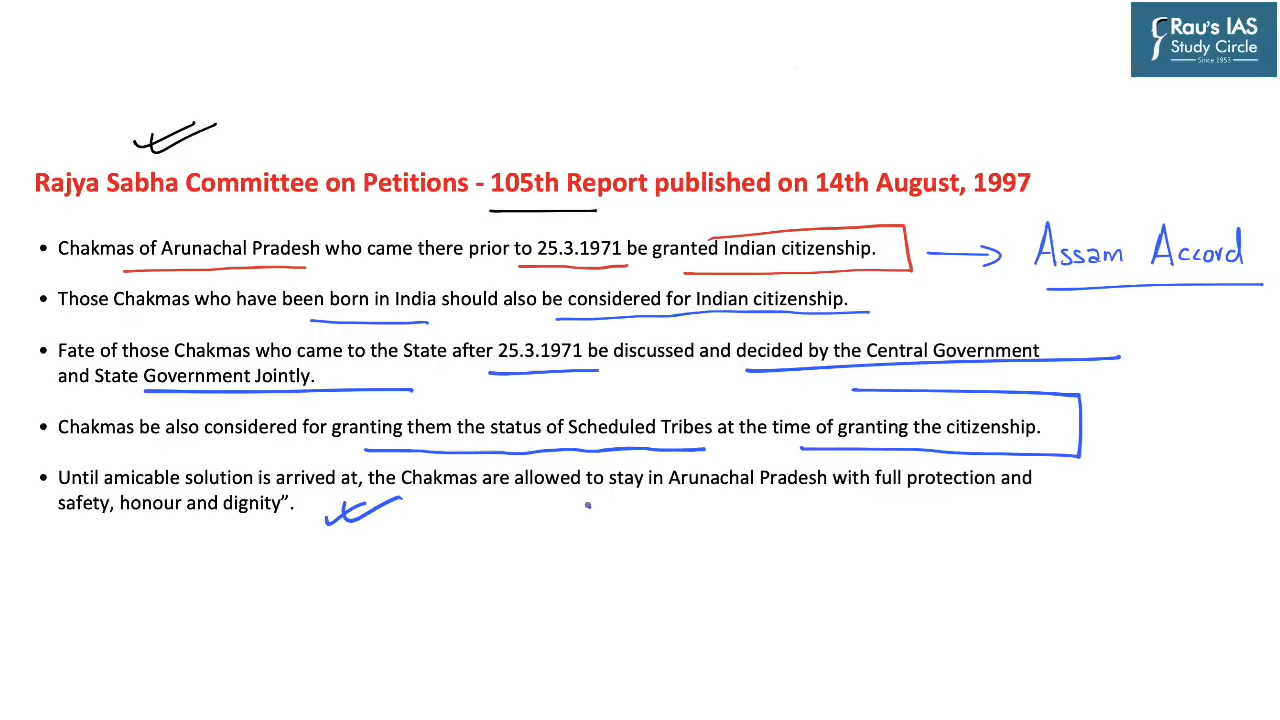 Rau's IAS
Study Circle
Since 1953
Rajya Sabha Committee on Petitions - 105th Report published on 14th August, 1997
• Chakmas of Arunachal Pradesh who came there prior to 25.3.1971 be granted Indian citizenship.
Assam Accord
• Those Chakmas who have been born in India should also be considered for Indian citizenship.
• Fate of those Chakmas who came to the State after 25.3.1971 be discussed and decided by the Central Government
and State Government Jointly.
• Chakmas be also considered for granting them the status of Scheduled Tribes at the time of granting the citizenship.
• Until amicable solution is arrived at, the Chakmas are allowed to stay in Arunachal Pradesh with full protection and
safety, honour and dignity”.